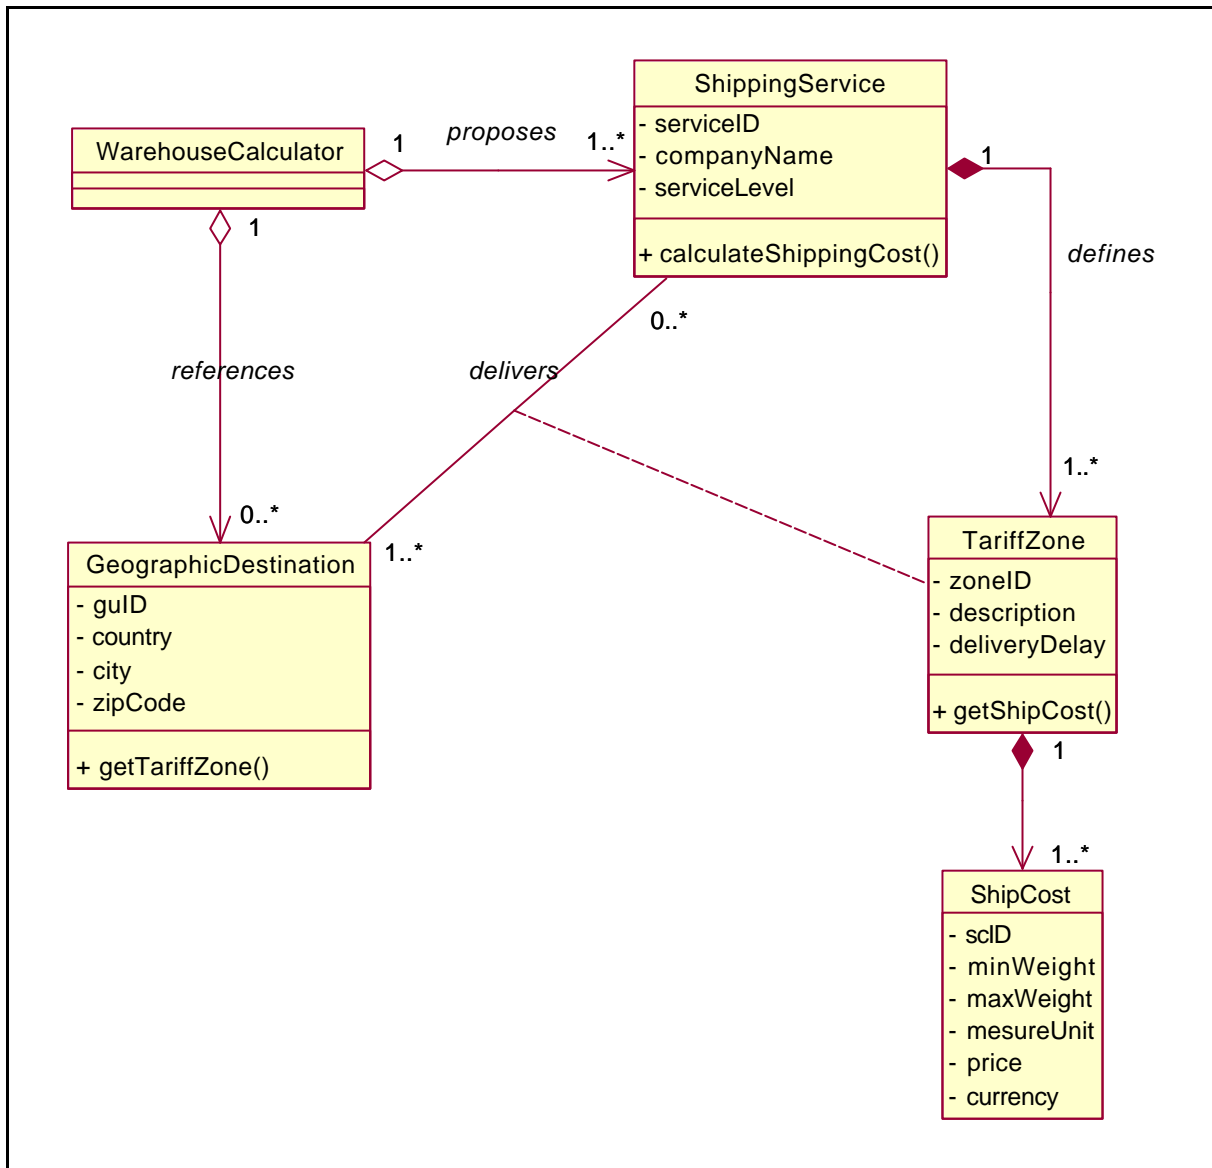 ShippingService
- serviceID
- companyName
- serviceLevel
+ calculateShippingCost()
WarehouseCalculator
1
proposes
1..*
1
defines
1
references
delivers
0..*
0..*
1..*
1..*
GeographicDestination
- guID
- country
- city
- zipCode
+ getTariffZone()
TariffZone
- zoneID
- description
- deliveryDelay
+ getShipCost()
1
1..*
ShipCost
- scID
- minWeight
- maxWeight
- mesureUnit
- price
- currency